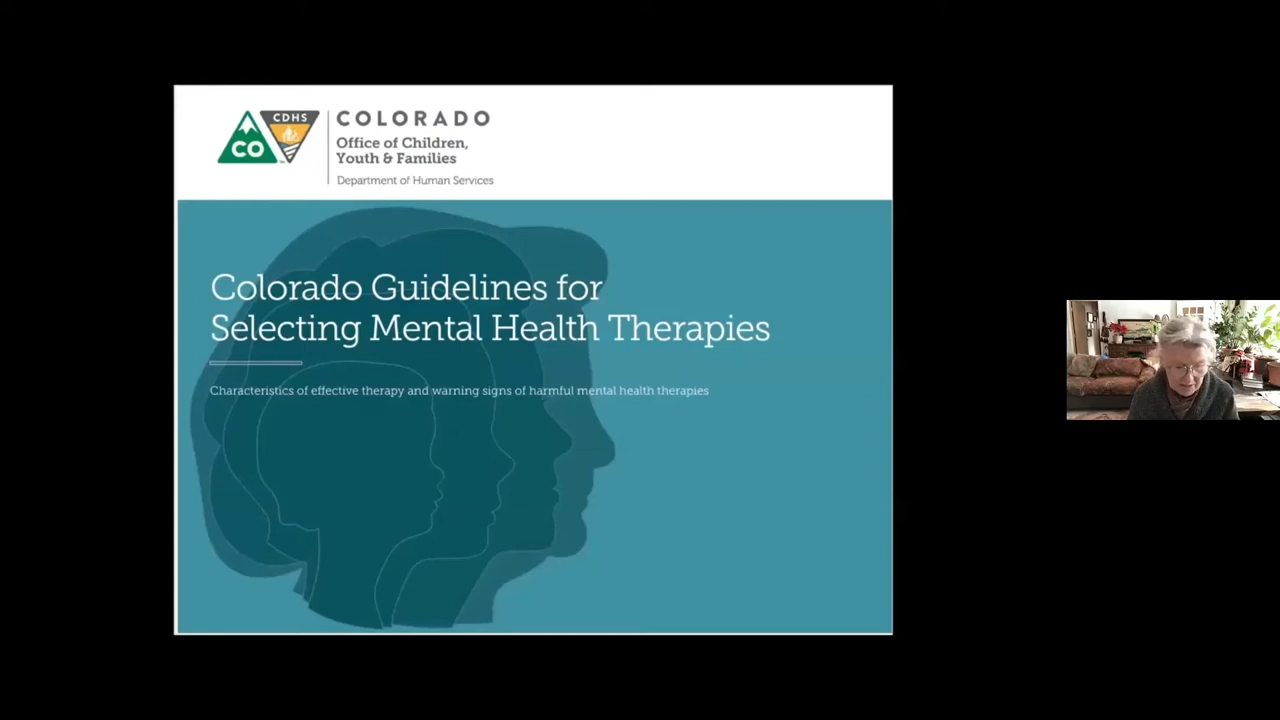 CDHS
CO
COLORADO
Office of Children,
Youth & Families
Department of Human Services
Colorado Guidelines for
Selecting Mental Health Therapies
Characteristics of effective therapy and warning signs of harmful mental health therapies